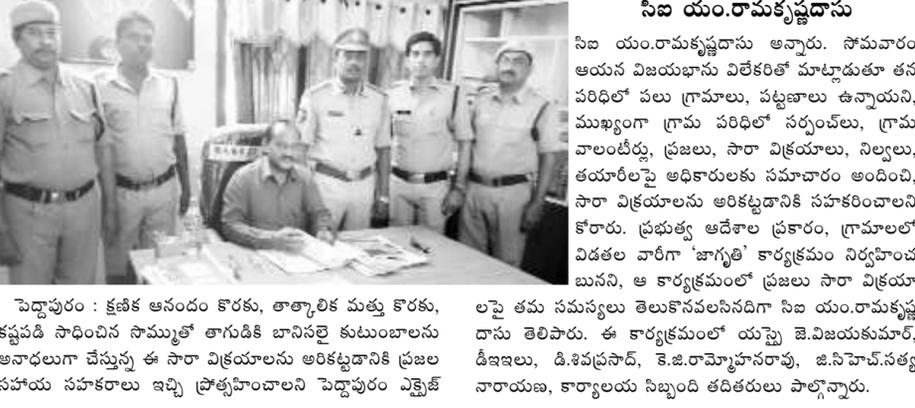 సిఐ యం.రామకృష్ణదాసు
పెద్దాపురం : క్షణిక ఆనందం కొరకు, తాత్కాలిక మత్తు కొరకు,
కష్టపడి సాధించిన సొమ్ముతో తాగుడికి బానిసలై కుటుంబాలను
అనాధలుగా చేస్తున్న ఈ సారా విక్రయాలను అరికట్టడానికి ప్రజల
సహాయ సహకరాలు ఇచ్చి ప్రోత్సహించాలని పెద్దాపురం ఎక్సైజ్
సిఐ యం.రామకృష్ణదాసు అన్నారు. సోమవారం
ఆయన విజయభాను విలేకరితో మాట్లాడుతూ తన
పరిధిలో పలు గ్రామాలు, పట్టణాలు ఉన్నాయని,
ముఖ్యంగా గ్రామ పరిధిలో సర్పంచ్‌లు, గ్రామ
వాలంటీర్లు, ప్రజలు, సారా విక్రయాలు, నిల్వలు,
తయారీలపై అధికారులకు సమాచారం అందించి,
సారా విక్రయాలను అరికట్టడానికి సహకరించాలని
కోరారు. ప్రభుత్వ ఆదేశాల ప్రకారం, గ్రామాలలో
విడతల వారీగా 'జాగృతి' కార్యక్రమం నిర్వహించ
బునని, ఆ కార్యక్రమంలో ప్రజలు సారా విక్రయా
లపై తమ సమస్యలు తెలుకొనవలసినదిగా సిఐ యం.రామకృష్ణ
దాసు తెలిపారు. ఈ కార్యక్రమంలో యస్సై జె.విజయకుమార్,
డీఇఇలు, డి.శివప్రసాద్, కె.జి.రామ్మోహనరావు, జి.సిహెచ్.సత్య
నారాయణ, కార్యాలయ సిబ్బంది తదితరులు పాల్గొన్నారు.